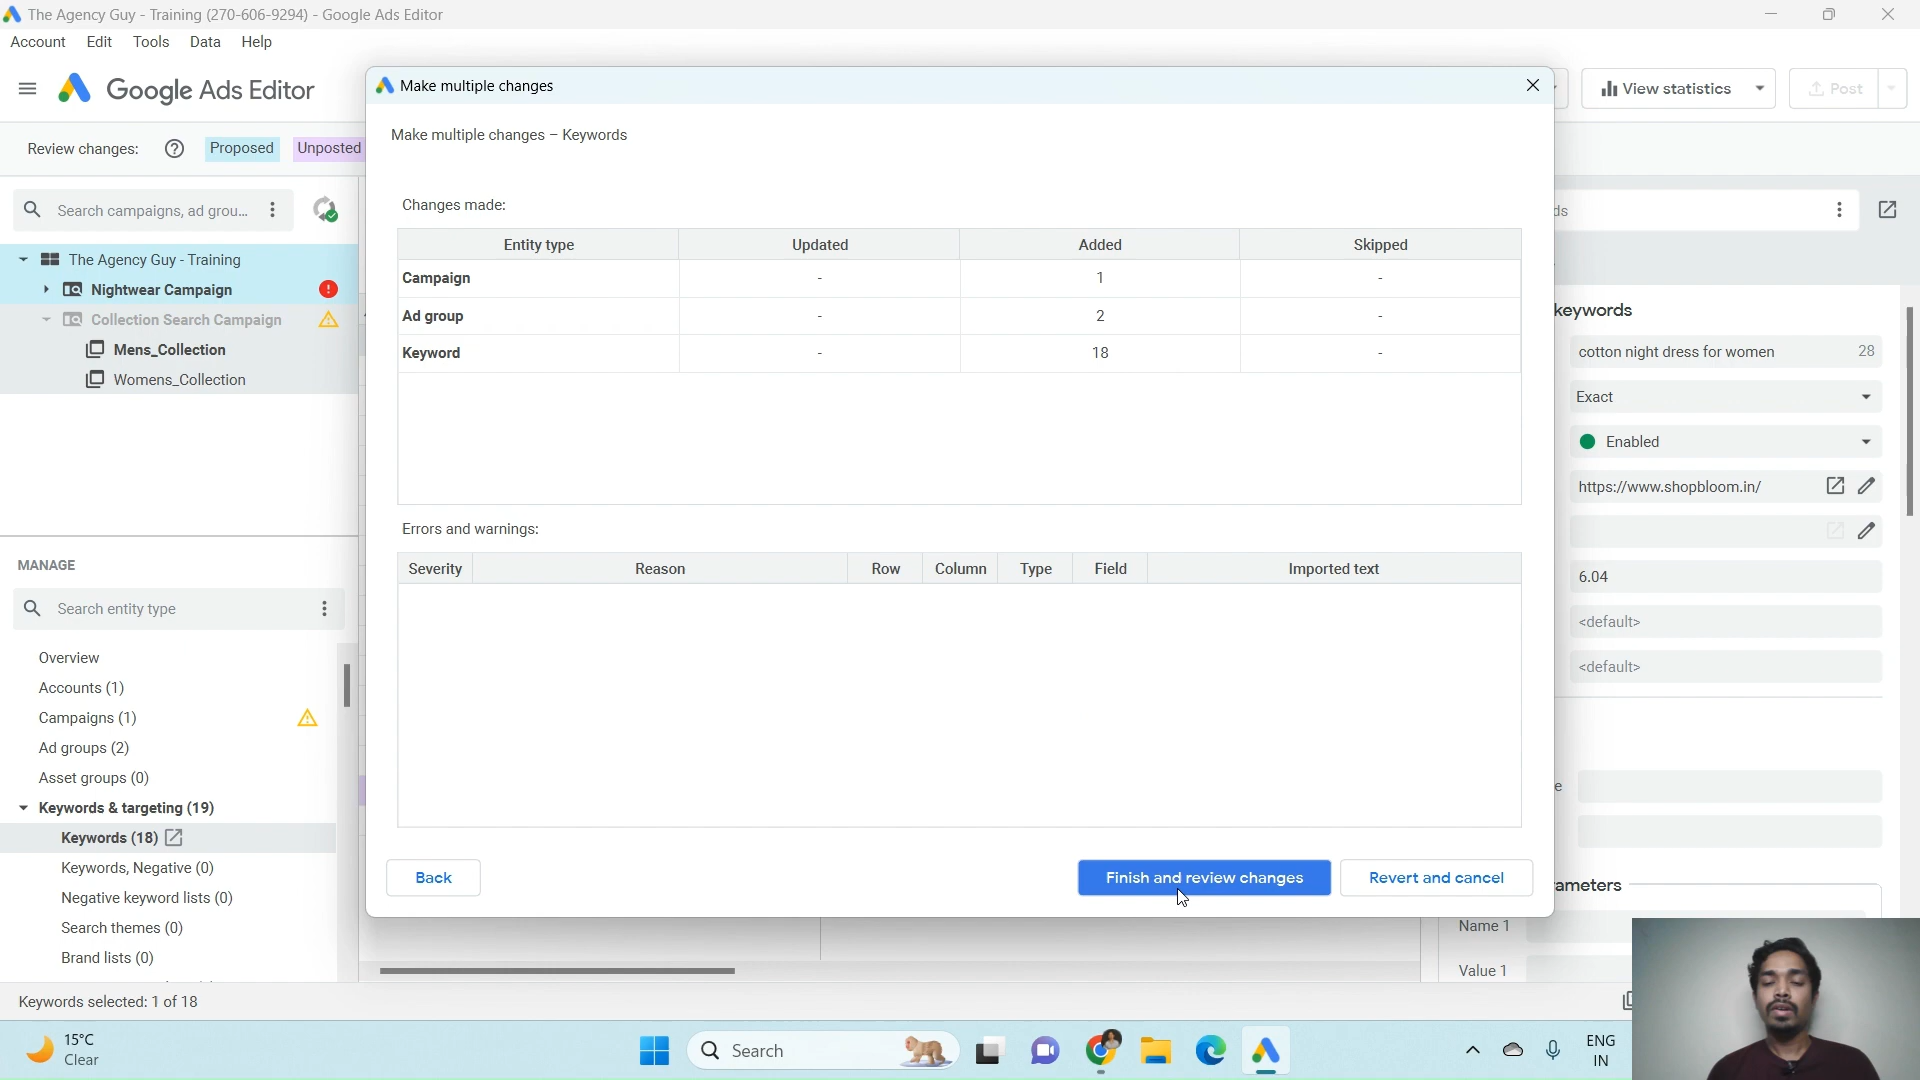 The Agency Guy - Training (270-606-9294) - Google Ads Editor
Account Edit Tools Data Help
Google Ads Editor
View statistics
Post
Review changes:
Proposed
Unposted
Search campaigns, ad grou...
The Agency Guy - Training
Nightwear Campaign
Collection Search Campaign
Mens_Collection
Womens_Collection
MANAGE
Search entity type
Overview
Accounts (1)
Campaigns (1)
Ad groups (2)
Asset groups (0)
Keywords & targeting (19)
Keywords (18)
Keywords, Negative (0)
Negative keyword lists (0)
Search themes (0)
Brand lists (0)
Keywords selected: 1 of 18
Make multiple changes
Make multiple changes – Keywords
Changes made:
Entity type Updated Added Skipped
Campaign - 1 -
Ad group - 2 -
Keyword - 18 -
Errors and warnings:
Severity Reason Row Column Type Field Imported text
Back
Finish and review changes
Revert and cancel
ds
keywords
cotton night dress for women 28
Exact
Enabled
https://www.shopbloom.in/
6.04
<default>
<default>
e
ameters
Name 1
Value 1
15°C
Clear
Search
ENG
IN